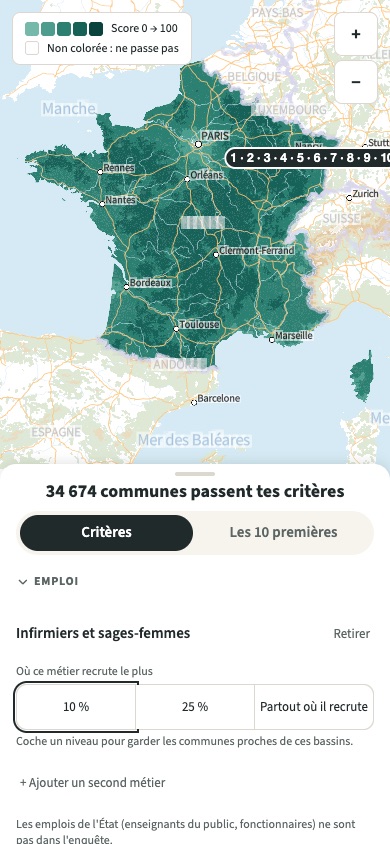 Score 0 → 100
Non colorée : ne passe pas
+
−
PAYS-BAS
BELGIQUE
LUXEMBOURG
Manche
PARIS
Nancy
1 · 2 · 3 · 4 · 5 · 6 · 7 · 8 · 9 · 10
Rennes
Orléans
Nantes
Zurich
SUISSE
Clermont-Ferrand
Bordeaux
Toulouse
Marseille
Barcelone
ESPAGNE
Mer des Baléares
34 674 communes passent tes critères
Critères
Les 10 premières
EMPLOI
Infirmiers et sages-femmes
Retirer
Où ce métier recrute le plus
10 %
25 %
Partout où il recrute
Coche un niveau pour garder les communes proches de ces bassins.
+ Ajouter un second métier
Les emplois de l'État (enseignants du public, fonctionnaires) ne sont
pas dans l'enquête.